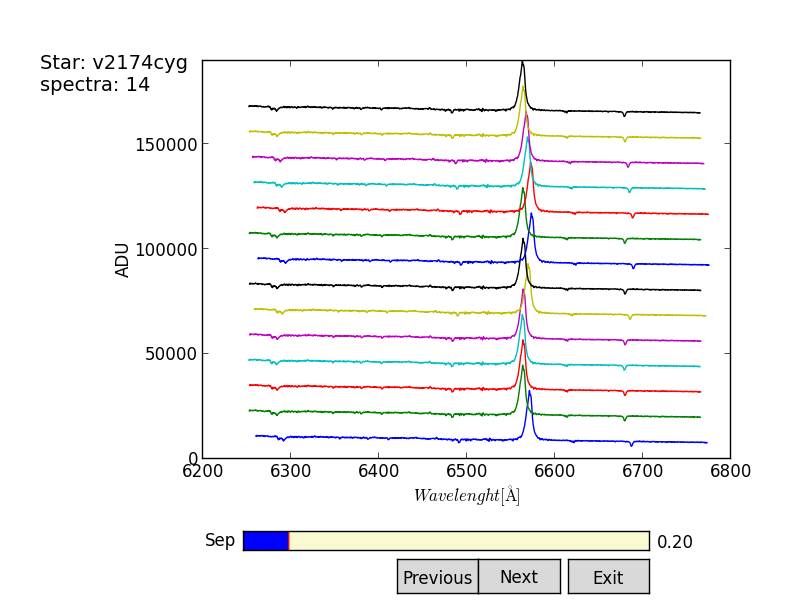 Star: v2174cyg
spectra: 14
150000
100000
50000
0
ADU
6200 6300 6400 6500 6600 6700 6800
Wavelenght[Å]
Sep 0.20
Previous Next Exit